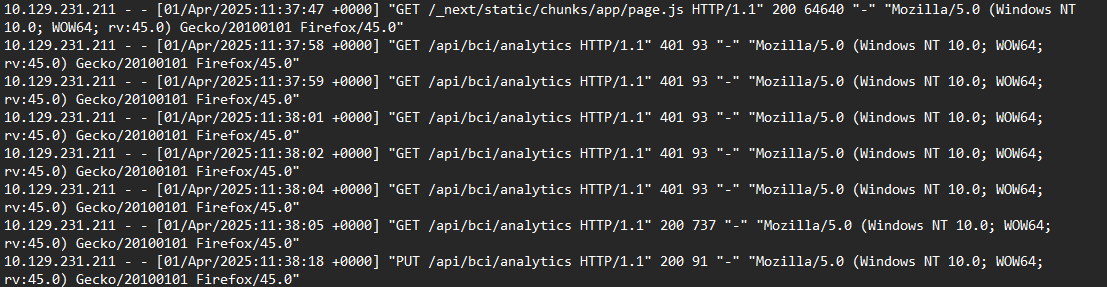 10.129.231.211 - - [01/Apr/2025:11:37:47 +0000] "GET /_next/static/chunks/app/page.js HTTP/1.1" 200 64640 "-" "Mozilla/5.0 (Windows NT
10.0; WOW64; rv:45.0) Gecko/20100101 Firefox/45.0"
10.129.231.211 - - [01/Apr/2025:11:37:58 +0000] "GET /api/bci/analytics HTTP/1.1" 401 93 "-" "Mozilla/5.0 (Windows NT 10.0; WOW64;
rv:45.0) Gecko/20100101 Firefox/45.0"
10.129.231.211 - - [01/Apr/2025:11:37:59 +0000] "GET /api/bci/analytics HTTP/1.1" 401 93 "-" "Mozilla/5.0 (Windows NT 10.0; WOW64;
rv:45.0) Gecko/20100101 Firefox/45.0"
10.129.231.211 - - [01/Apr/2025:11:38:01 +0000] "GET /api/bci/analytics HTTP/1.1" 401 93 "-" "Mozilla/5.0 (Windows NT 10.0; WOW64;
rv:45.0) Gecko/20100101 Firefox/45.0"
10.129.231.211 - - [01/Apr/2025:11:38:02 +0000] "GET /api/bci/analytics HTTP/1.1" 401 93 "-" "Mozilla/5.0 (Windows NT 10.0; WOW64;
rv:45.0) Gecko/20100101 Firefox/45.0"
10.129.231.211 - - [01/Apr/2025:11:38:04 +0000] "GET /api/bci/analytics HTTP/1.1" 401 93 "-" "Mozilla/5.0 (Windows NT 10.0; WOW64;
rv:45.0) Gecko/20100101 Firefox/45.0"
10.129.231.211 - - [01/Apr/2025:11:38:05 +0000] "GET /api/bci/analytics HTTP/1.1" 200 737 "-" "Mozilla/5.0 (Windows NT 10.0; WOW64;
rv:45.0) Gecko/20100101 Firefox/45.0"
10.129.231.211 - - [01/Apr/2025:11:38:18 +0000] "PUT /api/bci/analytics HTTP/1.1" 200 91 "-" "Mozilla/5.0 (Windows NT 10.0; WOW64;
rv:45.0) Gecko/20100101 Firefox/45.0"